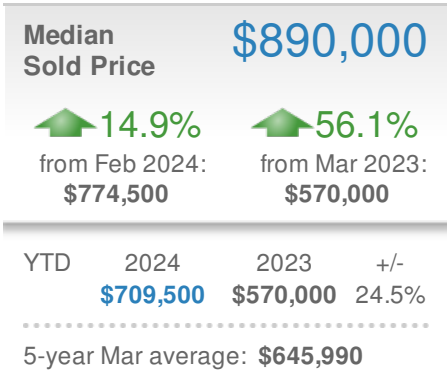 Median
Sold Price
$890,000
14.9%
from Feb 2024:
$774,500
56.1%
from Mar 2023:
$570,000
YTD 2024 2023 +/-
$709,500 $570,000 24.5%
5-year Mar average: $645,990